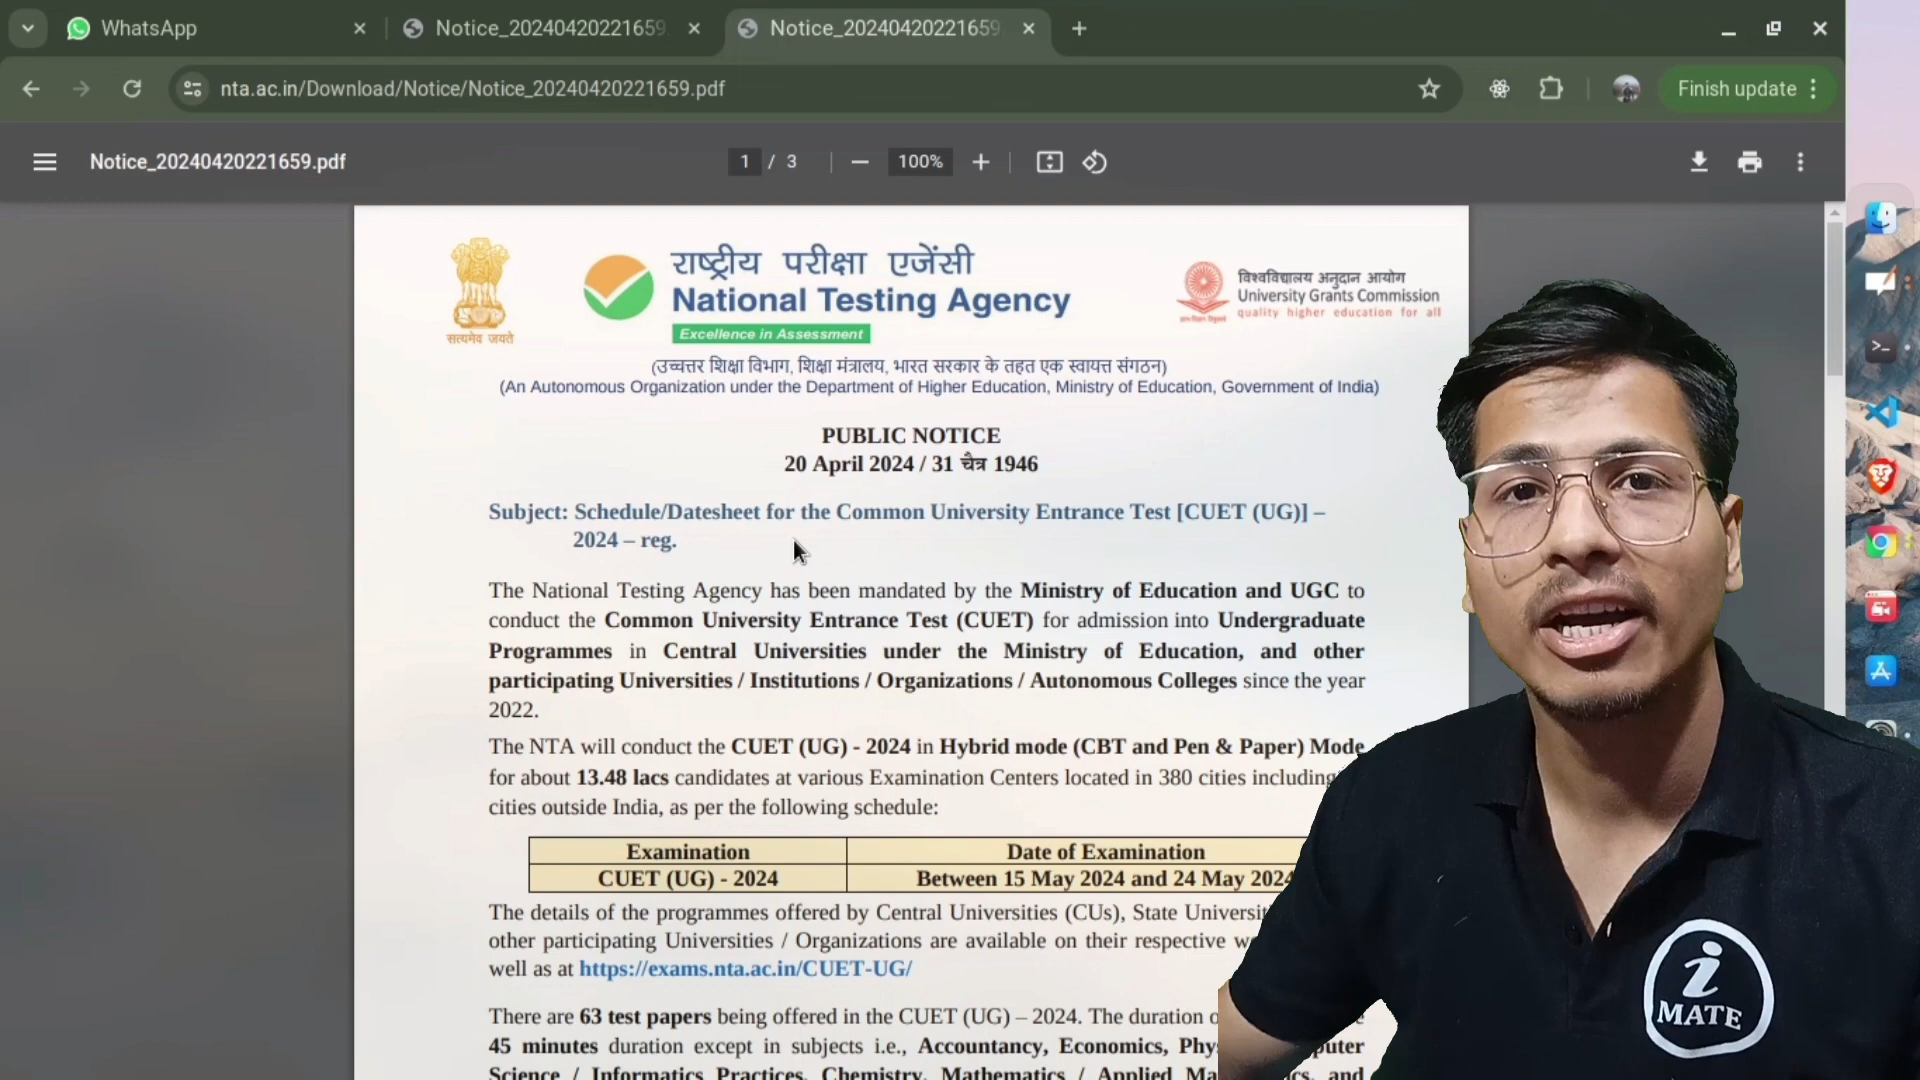 WhatsApp
Notice_20240420221659
Notice_20240420221659
nta.ac.in/Download/Notice/Notice_20240420221659.pdf
Finish update
Notice_20240420221659.pdf
1 / 3
100%
राष्ट्रीय परीक्षा एजेंसी
National Testing Agency
Excellence in Assessment
सत्यमेव जयते
विश्वविद्यालय अनुदान आयोग
University Grants Commission
quality higher education for all
(उच्चत्तर शिक्षा विभाग, शिक्षा मंत्रालय, भारत सरकार के तहत एक स्वायत्त संगठन)
(An Autonomous Organization under the Department of Higher Education, Ministry of Education, Government of India)
PUBLIC NOTICE
20 April 2024 / 31 चैत्र 1946
Subject: Schedule/Datesheet for the Common University Entrance Test [CUET (UG)] –
2024 – reg.
The National Testing Agency has been mandated by the Ministry of Education and UGC to
conduct the Common University Entrance Test (CUET) for admission into Undergraduate
Programmes in Central Universities under the Ministry of Education, and other
participating Universities / Institutions / Organizations / Autonomous Colleges since the year
2022.
The NTA will conduct the CUET (UG) - 2024 in Hybrid mode (CBT and Pen & Paper) Mode
for about 13.48 lacs candidates at various Examination Centers located in 380 cities including
cities outside India, as per the following schedule:
Examination Date of Examination
CUET (UG) - 2024 Between 15 May 2024 and 24 May 2024
The details of the programmes offered by Central Universities (CUs), State
other participating Universities / Organizations are available on their respective
well as at https://exams.nta.ac.in/CUET-UG/
There are 63 test papers being offered in the CUET (UG) – 2024. The duration
45 minutes duration except in subjects i.e., Accountancy, Economics,
Science / Informatics Practices, Chemistry, Mathematics / Applied and
i
MATE